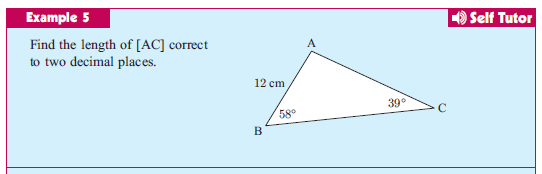 Example 5
Self Tutor
Find the length of [AC] correct
to two decimal places.
A
12 cm
58°
39°
C
B